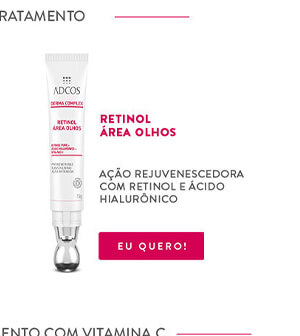 RATAMENTO
ADCOS
DERMA COMPLEX
RETINOL
ÁREA OLHOS
RETINOL
ÁREA OLHOS
AÇÃO REJUVENESCEDORA
COM RETINOL E ÁCIDO
HIALURÔNICO
EU QUERO!
ENTO COM VITAMINA C